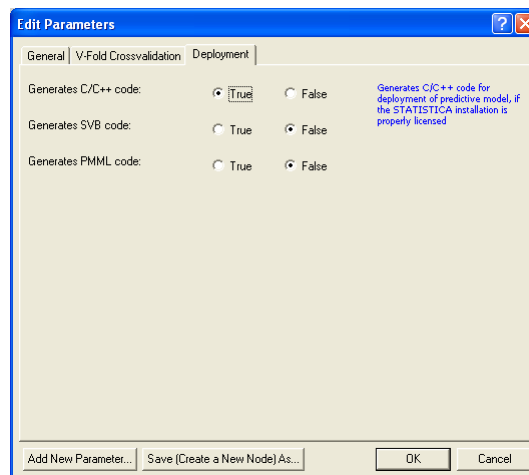 Edit Parameters
General V-Fold Crossvalidation Deployment
Generates C/C++ code: True False
Generates C/C++ code for
deployment of predictive model, if
the STATISTICA installation is
properly licensed
Generates SVB code: True False
Generates PMML code: True False
Add New Parameter... Save (Create a New Node) As... OK Cancel